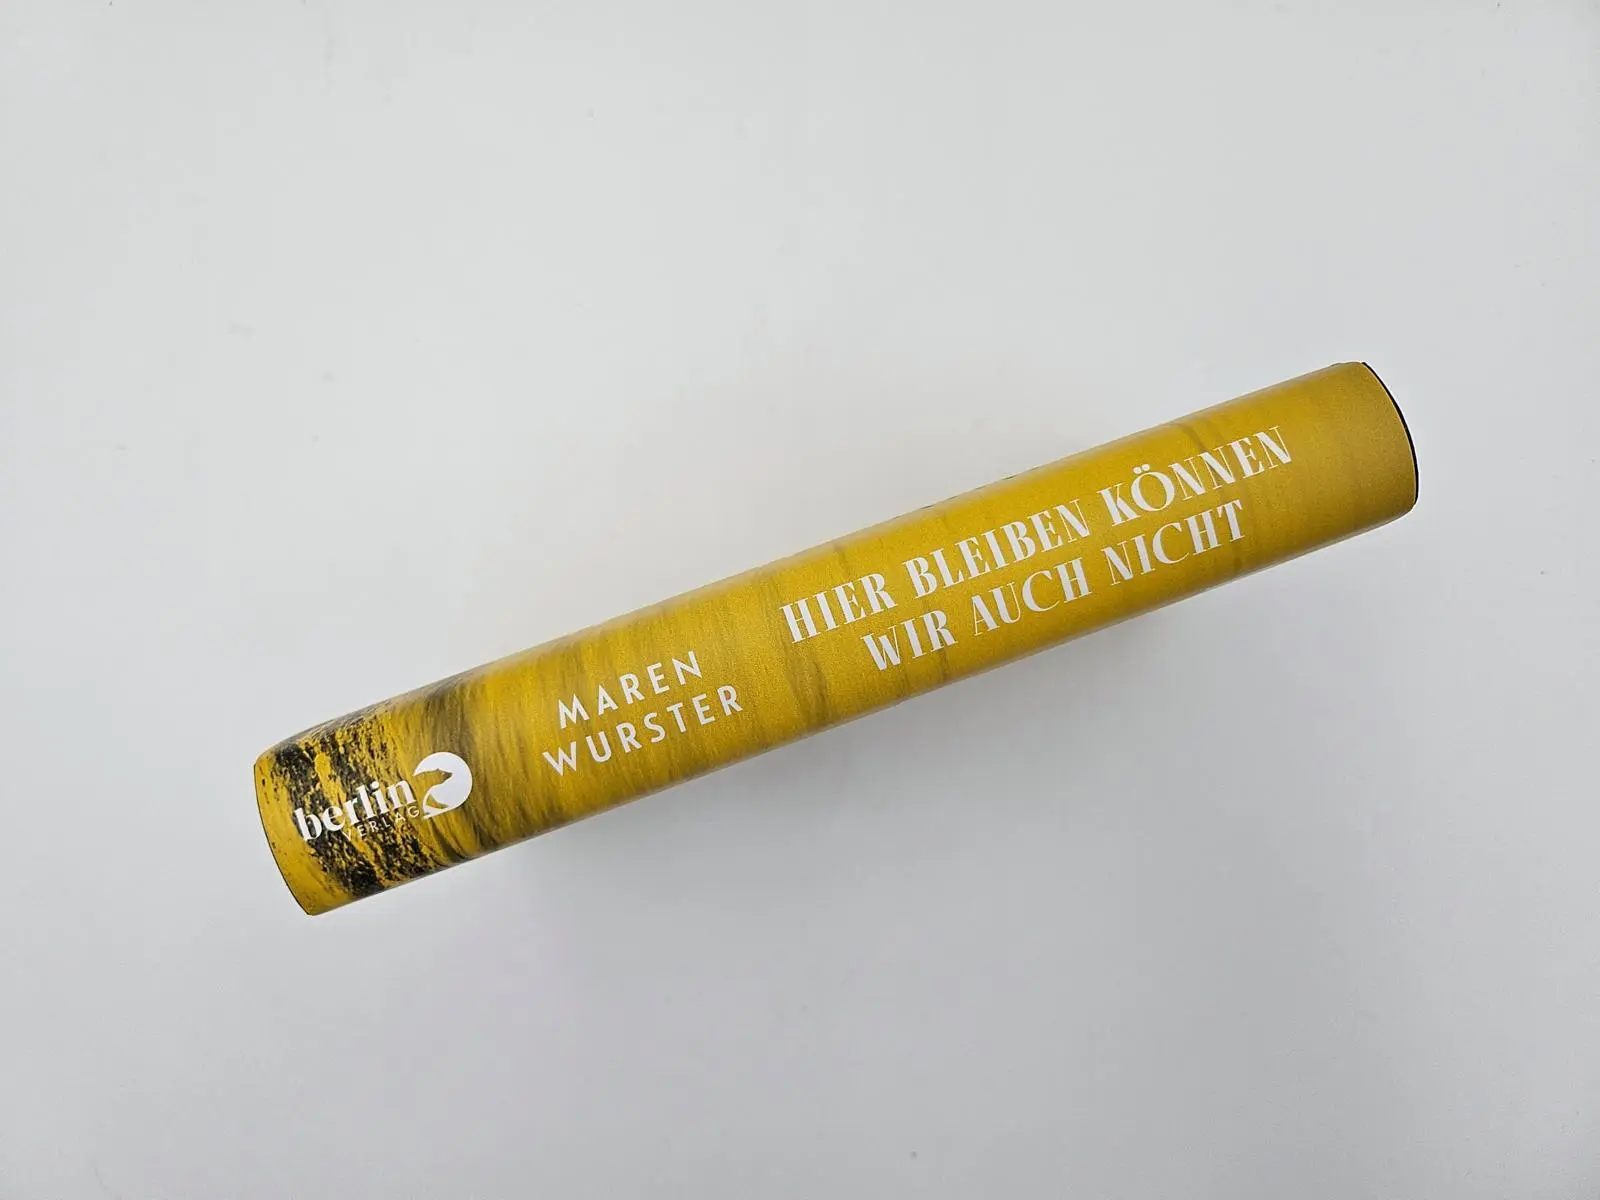 berlin
VERLAG
MAREN
WURSTER
HIER BLEIBEN KÖNNEN
WIR AUCH NICHT